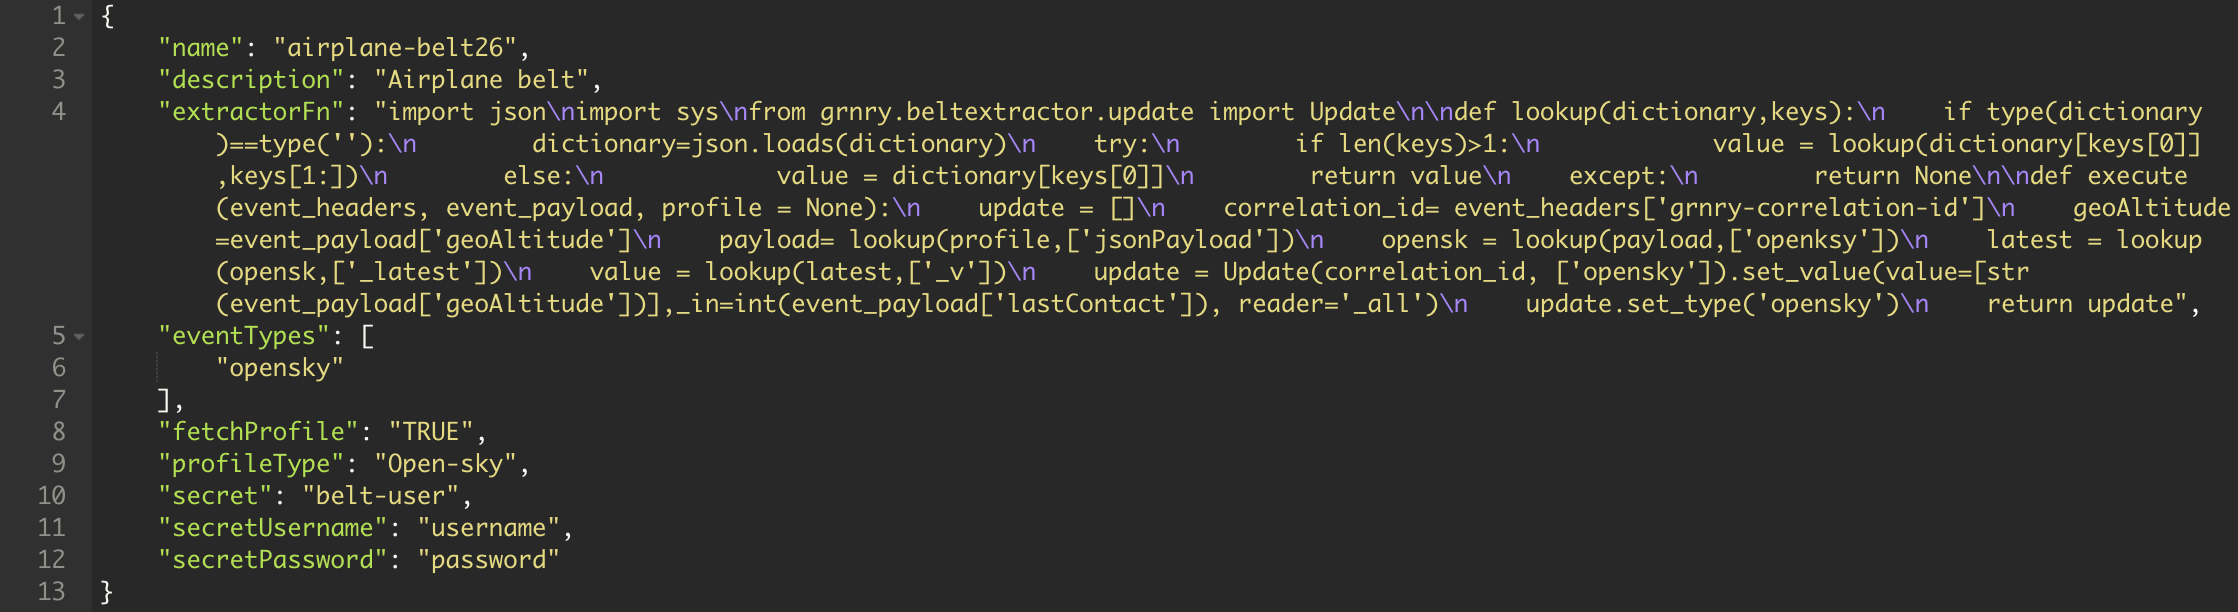 1 {
2     "name": "airplane-belt26",
3     "description": "Airplane belt",
4     "extractorFn": "import json\nimport sys\nfrom grnry.beltextractor.update import Update\n\ndef lookup(dictionary,keys):\n    if type(dictionary
)==type(''):\n        dictionary=json.loads(dictionary)\n    try:\n        if len(keys)>1:\n            value = lookup(dictionary[keys[0]]
,keys[1:])\n        else:\n            value = dictionary[keys[0]]\n        return value\n    except:\n        return None\n\ndef execute
(event_headers, event_payload, profile = None):\n    update = []\n    correlation_id= event_headers['grnry-correlation-id']\n    geoAltitude
=event_payload['geoAltitude']\n    payload= lookup(profile,['jsonPayload'])\n    opensk = lookup(payload,['openksy'])\n    latest = lookup
(opensk,['_latest'])\n    value = lookup(latest,['_v'])\n    update = Update(correlation_id, ['opensky']).set_value(value=[str
(event_payload['geoAltitude'])],_in=int(event_payload['lastContact']), reader='_all')\n    update.set_type('opensky')\n    return update",
5     "eventTypes": [
6         "opensky"
7     ],
8     "fetchProfile": "TRUE",
9     "profileType": "Open-sky",
10     "secret": "belt-user",
11     "secretUsername": "username",
12     "secretPassword": "password"
13 }